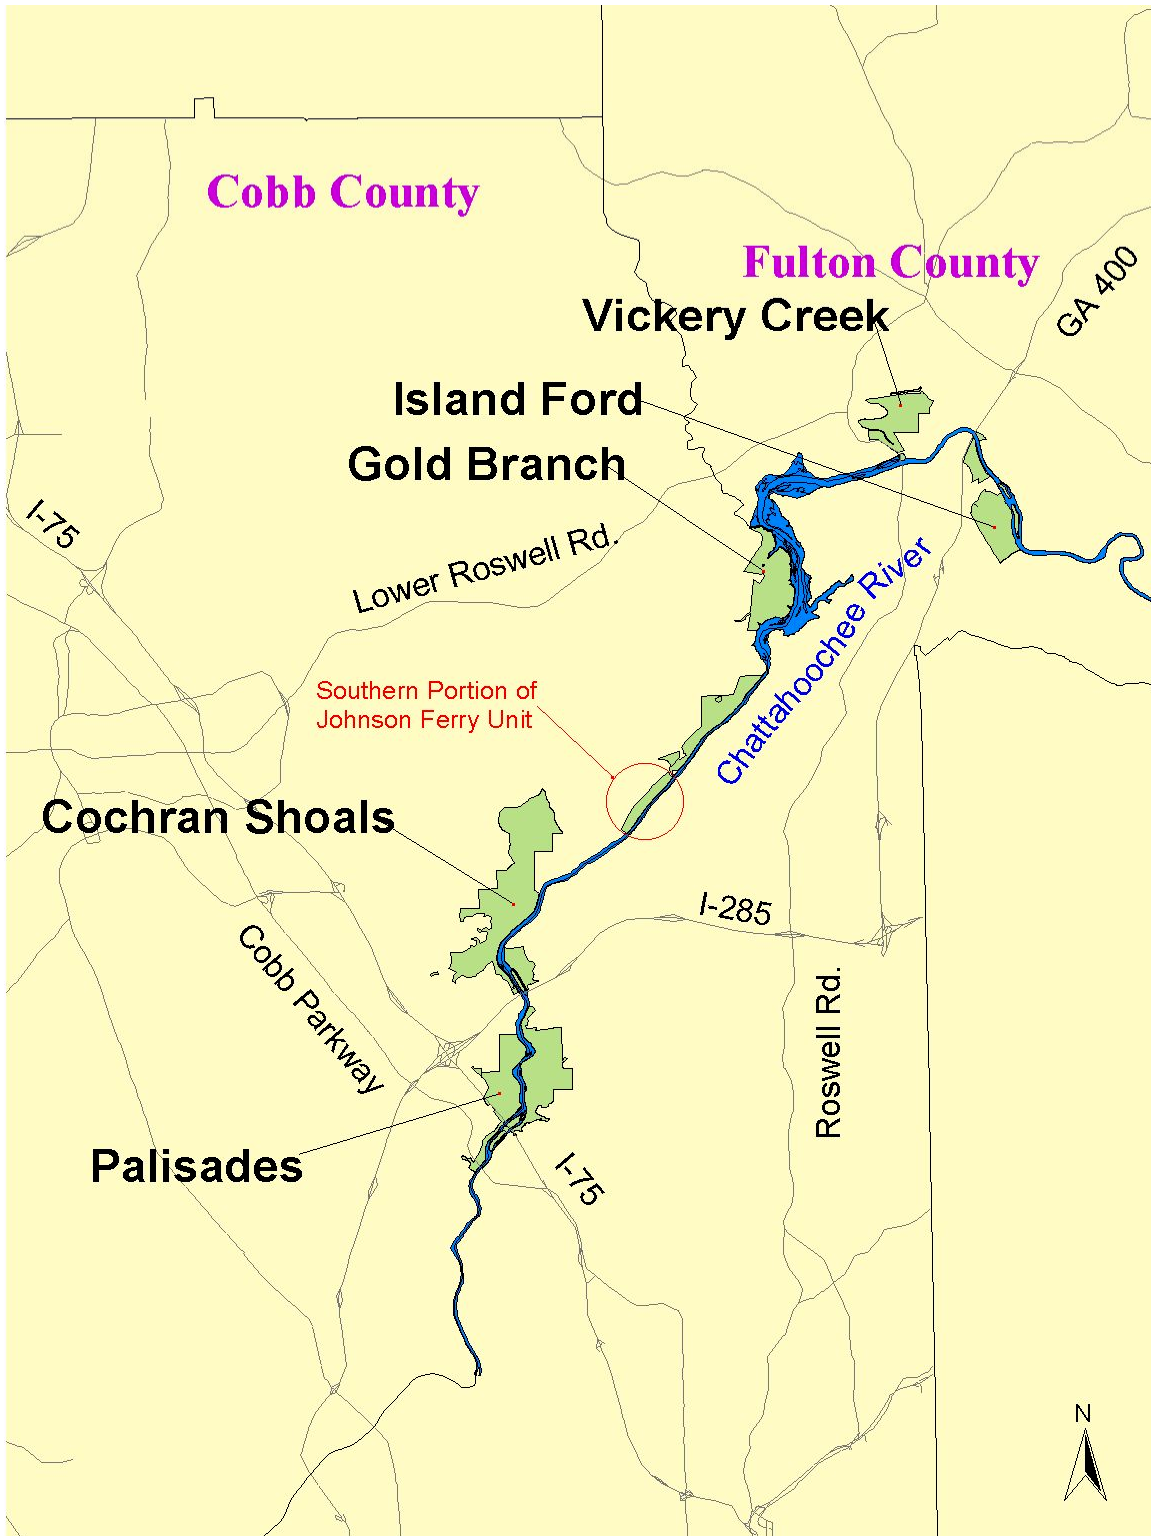 Cobb County
Fulton County
GA 400
Vickery Creek
Island Ford
Gold Branch
I-75
Lower Roswell Rd.
Chattahoochee River
Southern Portion of
Johnson Ferry Unit
Cochran Shoals
I-285
Cobb Parkway
Roswell Rd.
Palisades
I-75
N